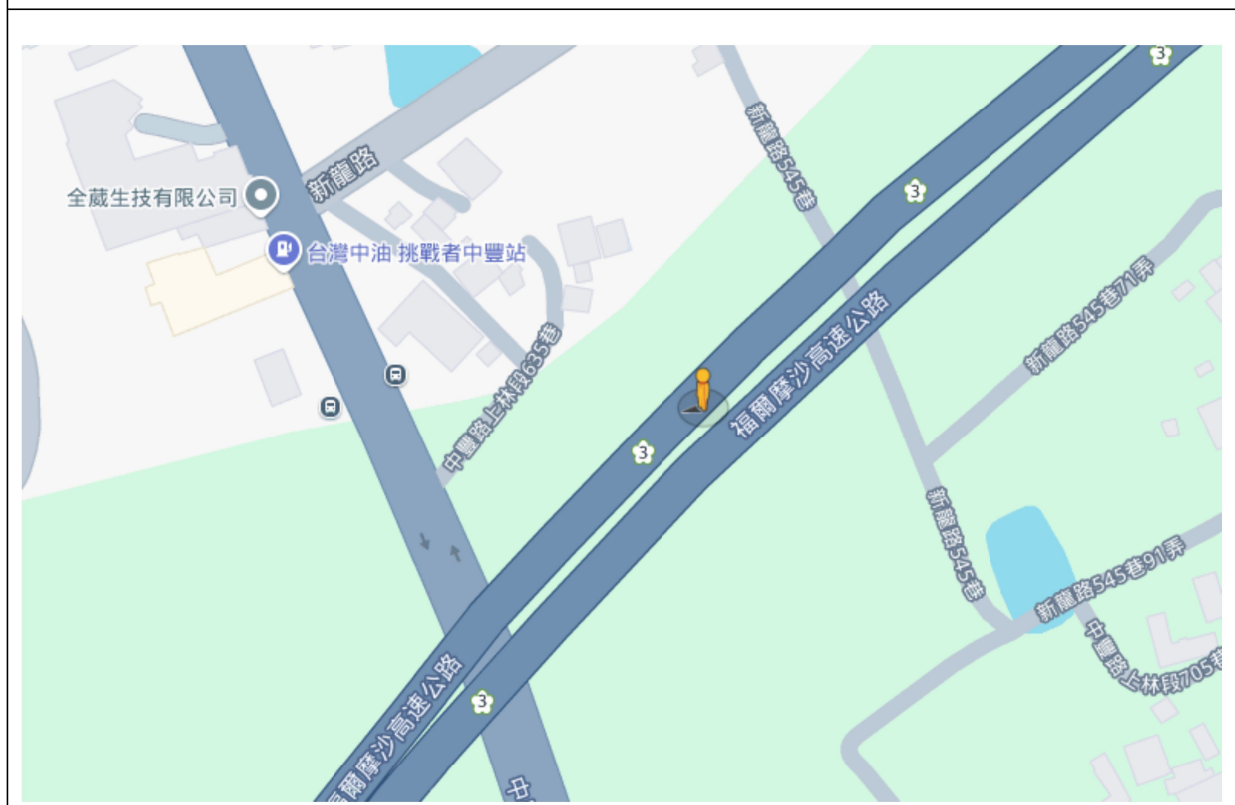 3
新龍路545巷
新龍路
3
全葳生技有限公司
台灣中油 挑戰者中豐站
新龍路545巷71弄
福爾摩沙高速公路
中豐路上林段635巷
3
新龍路545巷
新龍路545巷91弄
中豐路上林段705巷
福爾摩沙高速公路
3
中